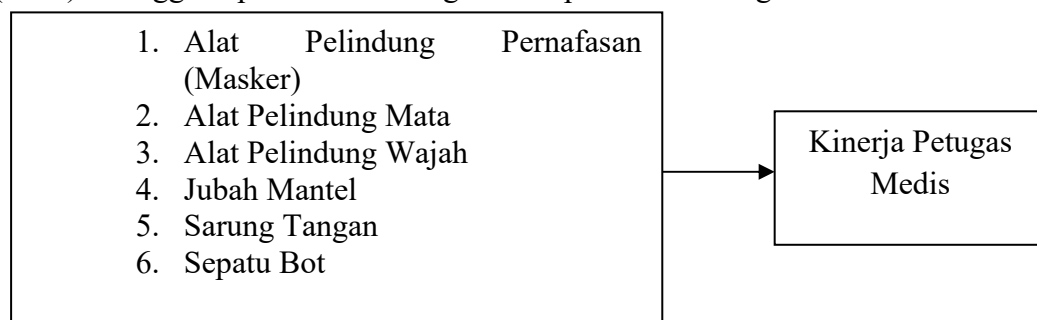 1. Alat Pelindung Pernafasan
(Masker)
2. Alat Pelindung Mata
3. Alat Pelindung Wajah
4. Jubah Mantel
5. Sarung Tangan
6. Sepatu Bot
Kinerja Petugas
Medis